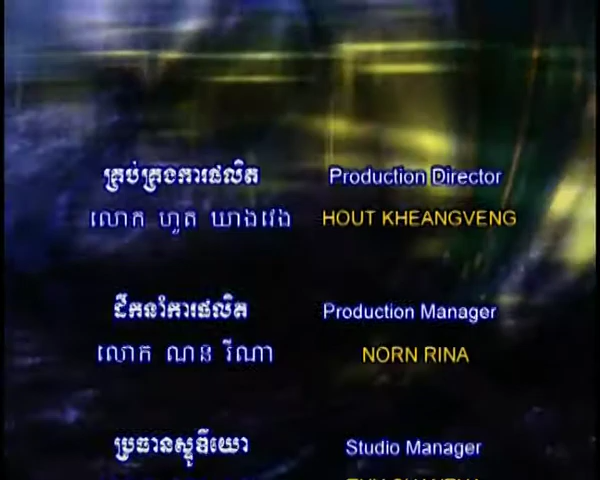 គ្រប់គ្រងការផលិត Production Director
លោក ហួត ឃាងវេង HOUT KHEANGVENG
ដឹកនាំការផលិត Production Manager
លោក ណន រីណា NORN RINA
ប្រធានស្ទូឌីយោ Studio Manager